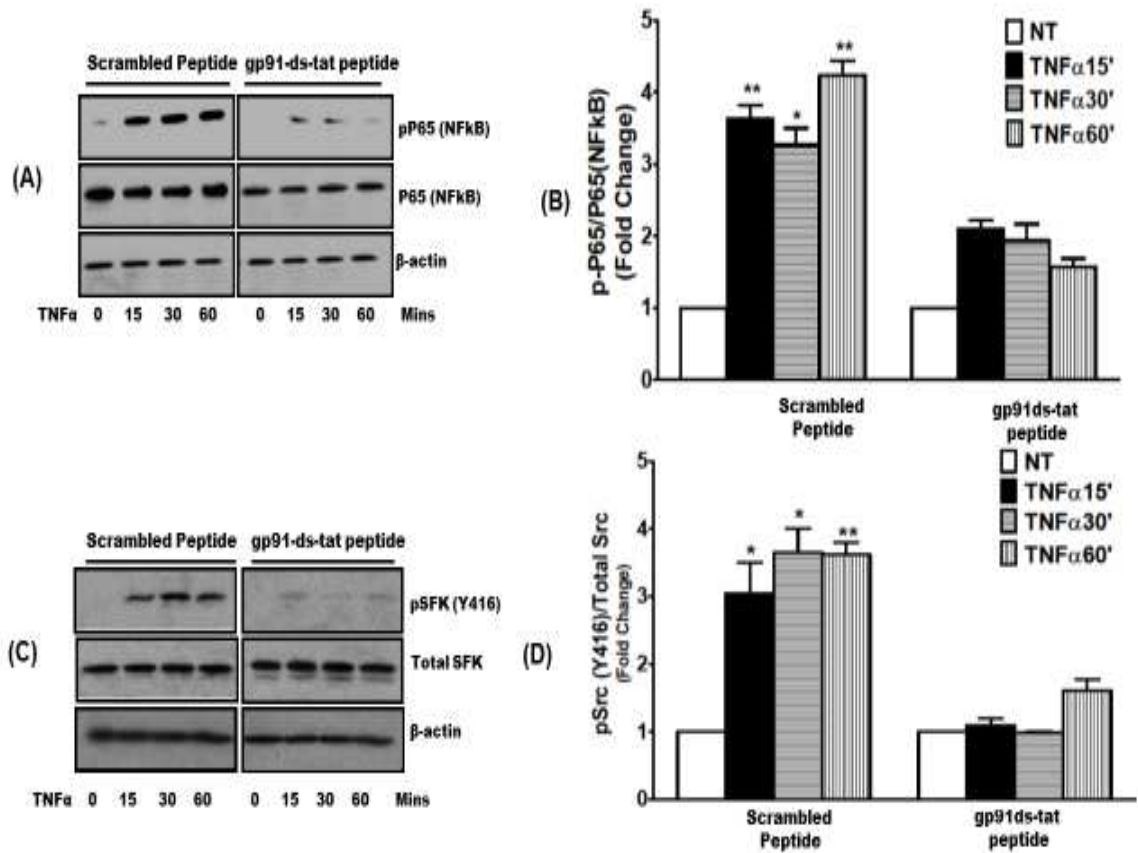 (A)
Scrambled Peptide gp91-ds-tat peptide
pP65 (NFkB)
P65 (NFkB)
β-actin
TNFα 0 15 30 60 0 15 30 60 Mins
(B)
p-P65/P65(NFkB)
(Fold Change)
5
4
3
2
1
0
** * **
NT
TNFα15'
TNFα30'
TNFα60'
Scrambled
Peptide
gp91ds-tat
peptide
(C)
Scrambled Peptide gp91-ds-tat peptide
pSFK (Y416)
Total SFK
β-actin
TNFα 0 15 30 60 0 15 30 60 Mins
(D)
pSrc (Y416)/Total Src
(Fold Change)
5
4
3
2
1
0
* * **
NT
TNFα15'
TNFα30'
TNFα60'
Scrambled
Peptide
gp91ds-tat
peptide